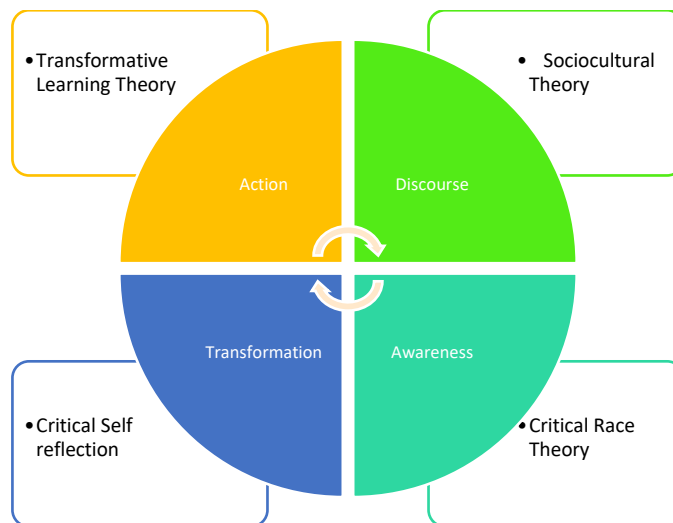 •Transformative
Learning Theory
• Sociocultural
Theory
Action
Discourse
Transformation
Awareness
•Critical Self
reflection
•Critical Race
Theory